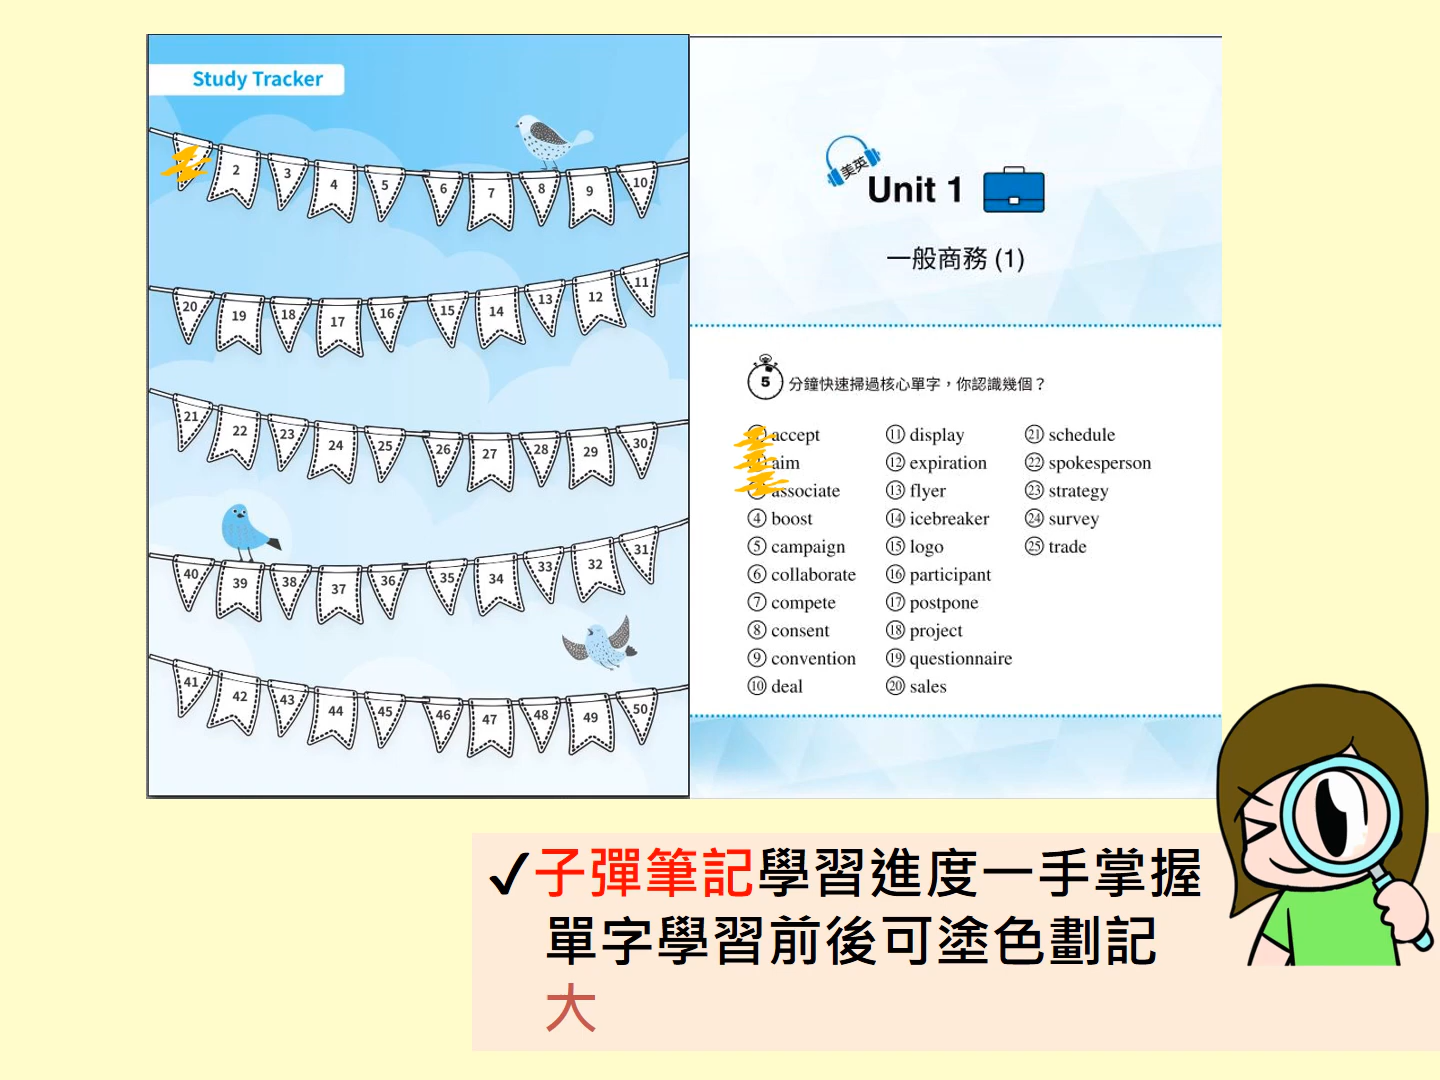 Study Tracker
2 3 4 5 6 7 8 9 10
20 19 18 17 16 15 14 13 12 11
21 22 23 24 25 26 27 28 29 30
40 39 38 37 36 35 34 33 32 31
41 42 43 44 45 46 47 48 49 50
美英
Unit 1
一般商務 (1)
5 分鐘快速掃過核心單字，你認識幾個？
accept
aim
associate
④ boost
⑤ campaign
⑥ collaborate
⑦ compete
⑧ consent
⑨ convention
⑩ deal
⑪ display
⑫ expiration
⑬ flyer
⑭ icebreaker
⑮ logo
⑯ participant
⑰ postpone
⑱ project
⑲ questionnaire
⑳ sales
㉑ schedule
㉒ spokesperson
㉓ strategy
㉔ survey
㉕ trade
✓子彈筆記學習進度一手掌握
單字學習前後可塗色劃記
大